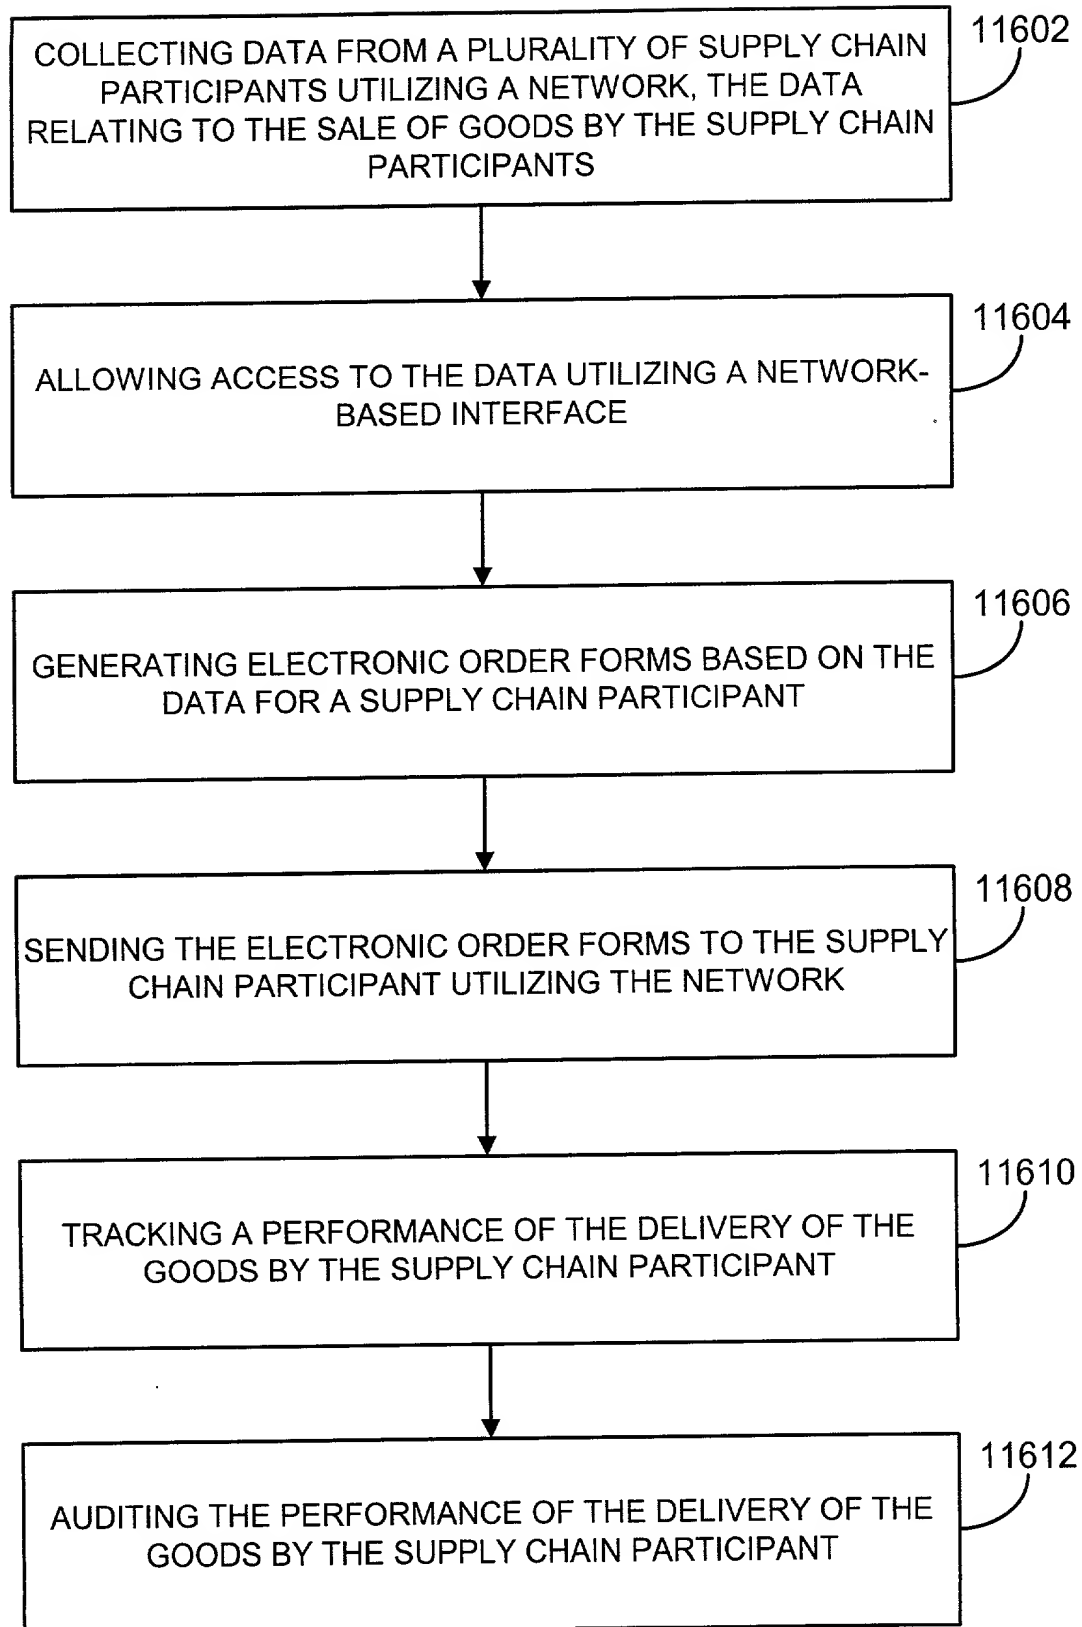 11602
COLLECTING DATA FROM A PLURALITY OF SUPPLY CHAIN
PARTICIPANTS UTILIZING A NETWORK, THE DATA
RELATING TO THE SALE OF GOODS BY THE SUPPLY CHAIN
PARTICIPANTS
11604
ALLOWING ACCESS TO THE DATA UTILIZING A NETWORK-
BASED INTERFACE
11606
GENERATING ELECTRONIC ORDER FORMS BASED ON THE
DATA FOR A SUPPLY CHAIN PARTICIPANT
11608
SENDING THE ELECTRONIC ORDER FORMS TO THE SUPPLY
CHAIN PARTICIPANT UTILIZING THE NETWORK
11610
TRACKING A PERFORMANCE OF THE DELIVERY OF THE
GOODS BY THE SUPPLY CHAIN PARTICIPANT
11612
AUDITING THE PERFORMANCE OF THE DELIVERY OF THE
GOODS BY THE SUPPLY CHAIN PARTICIPANT